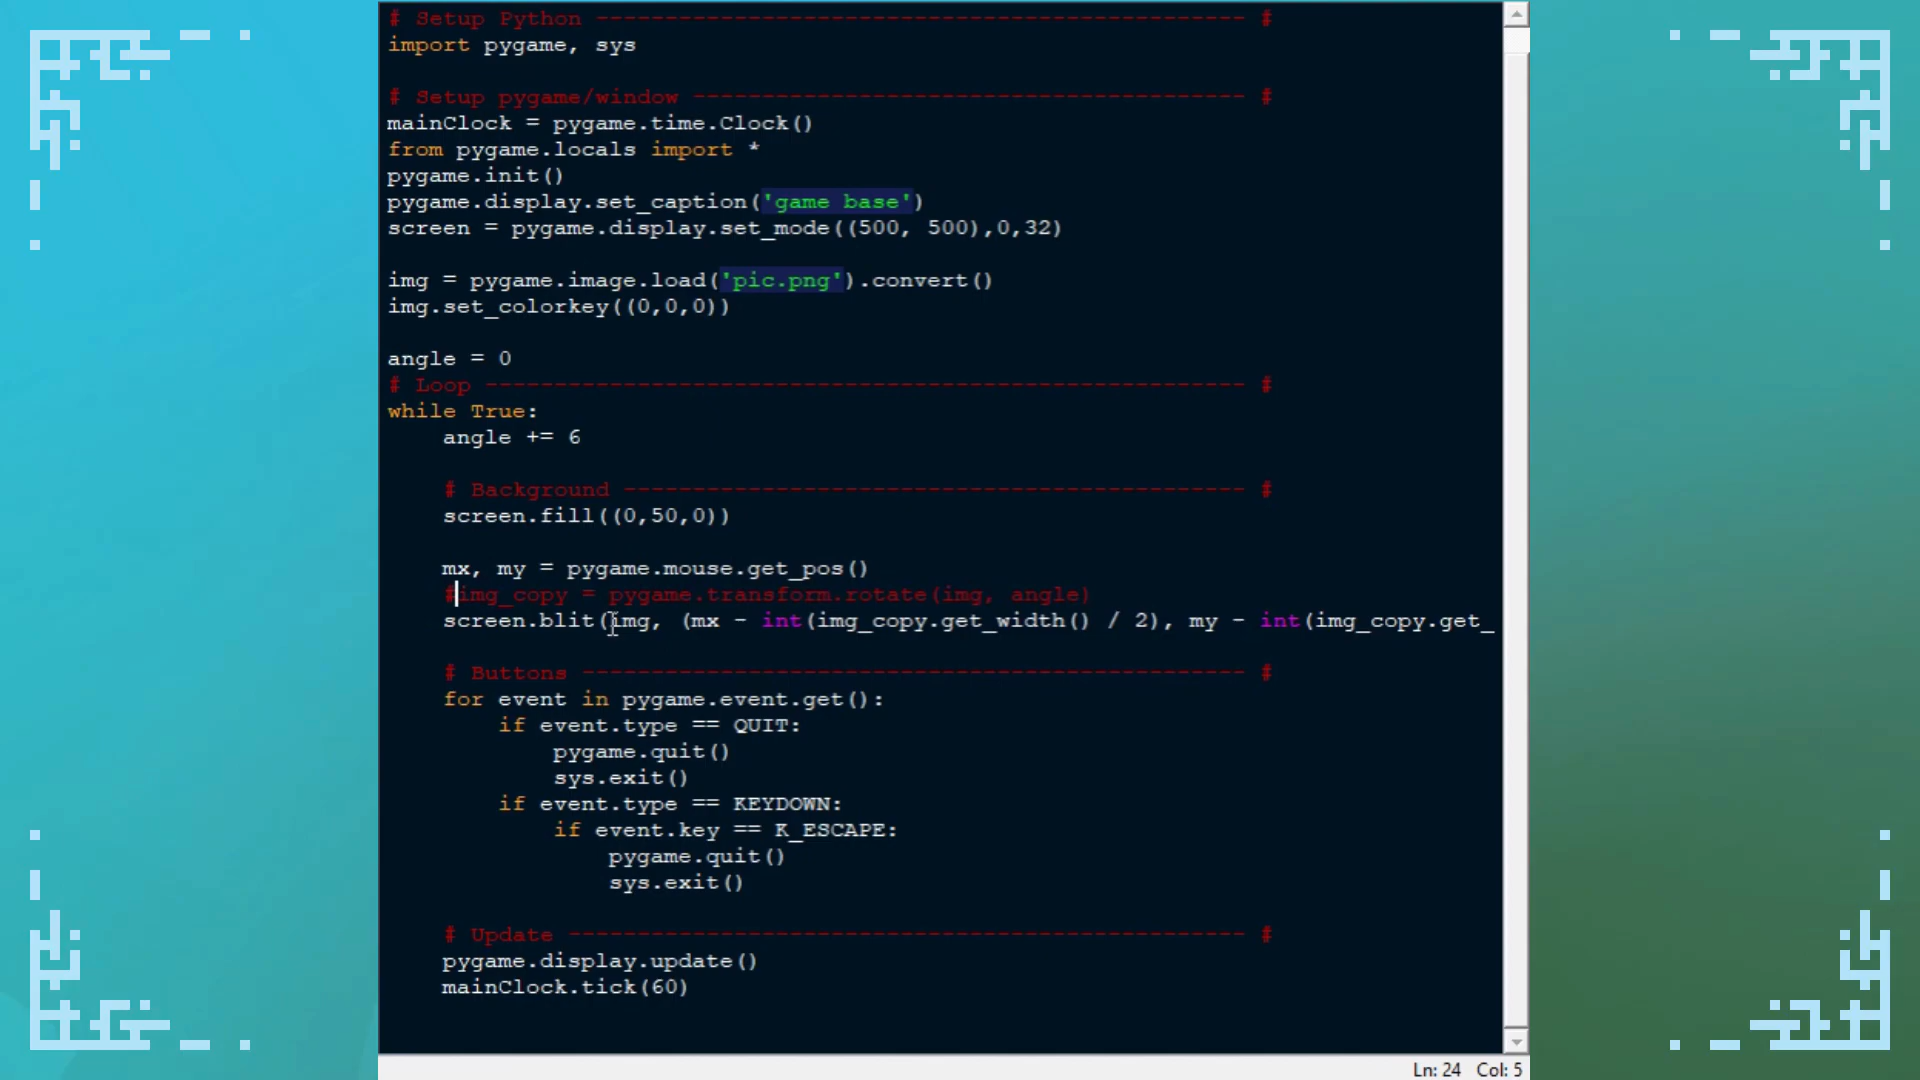 # Setup Python ----------------------------------------------- #
import pygame, sys
# Setup pygame/window ---------------------------------------- #
mainClock = pygame.time.Clock()
from pygame.locals import *
pygame.init()
pygame.display.set_caption('game base')
screen = pygame.display.set_mode((500, 500),0,32)
img = pygame.image.load('pic.png').convert()
img.set_colorkey((0,0,0))
angle = 0
# Loop ------------------------------------------------------- #
while True:
    angle += 6
    # Background --------------------------------------------- #
    screen.fill((0,50,0))
    mx, my = pygame.mouse.get_pos()
    #img_copy = pygame.transform.rotate(img, angle)
    screen.blit(img, (mx - int(img_copy.get_width() / 2), my - int(img_copy.get_
    # Buttons ------------------------------------------------ #
    for event in pygame.event.get():
        if event.type == QUIT:
            pygame.quit()
            sys.exit()
        if event.type == KEYDOWN:
            if event.key == K_ESCAPE:
                pygame.quit()
                sys.exit()
    # Update ------------------------------------------------- #
    pygame.display.update()
    mainClock.tick(60)
Ln: 24 Col: 5